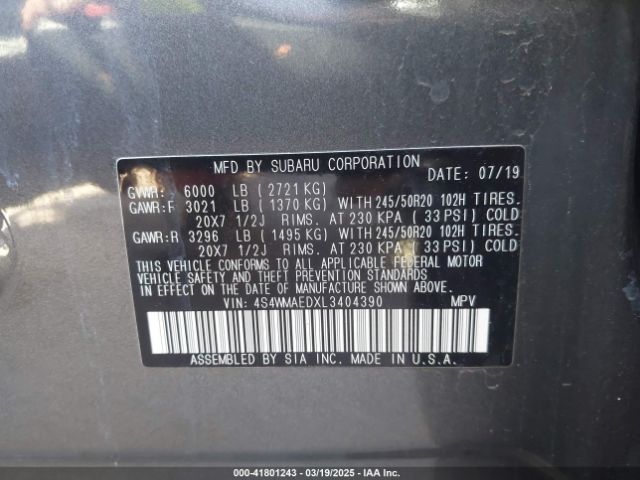 MFD BY SUBARU CORPORATION DATE: 07/19
GVWR: 6000 LB (2721 KG)
GAWR:F 3021 LB (1370 KG) WITH 245/50R20 102H TIRES.
20X7 1/2J RIMS. AT 230 KPA (33 PSI) COLD
GAWR:R 3296 LB (1495 KG) WITH 245/50R20 102H TIRES.
20X7 1/2J RIMS. AT 230 KPA (33 PSI) COLD
THIS VEHICLE CONFORMS TO ALL APPLICABLE FEDERAL MOTOR
VEHICLE SAFETY AND THEFT PREVENTION STANDARDS
IN EFFECT ON THE DATE OF MANUFACTURE SHOWN ABOVE.
VIN: 4S4WMAEDXL3404390 MPV
ASSEMBLED BY SIA INC. MADE IN U.S.A.
000-41801243 / 03/19/2025 / IAA Inc.